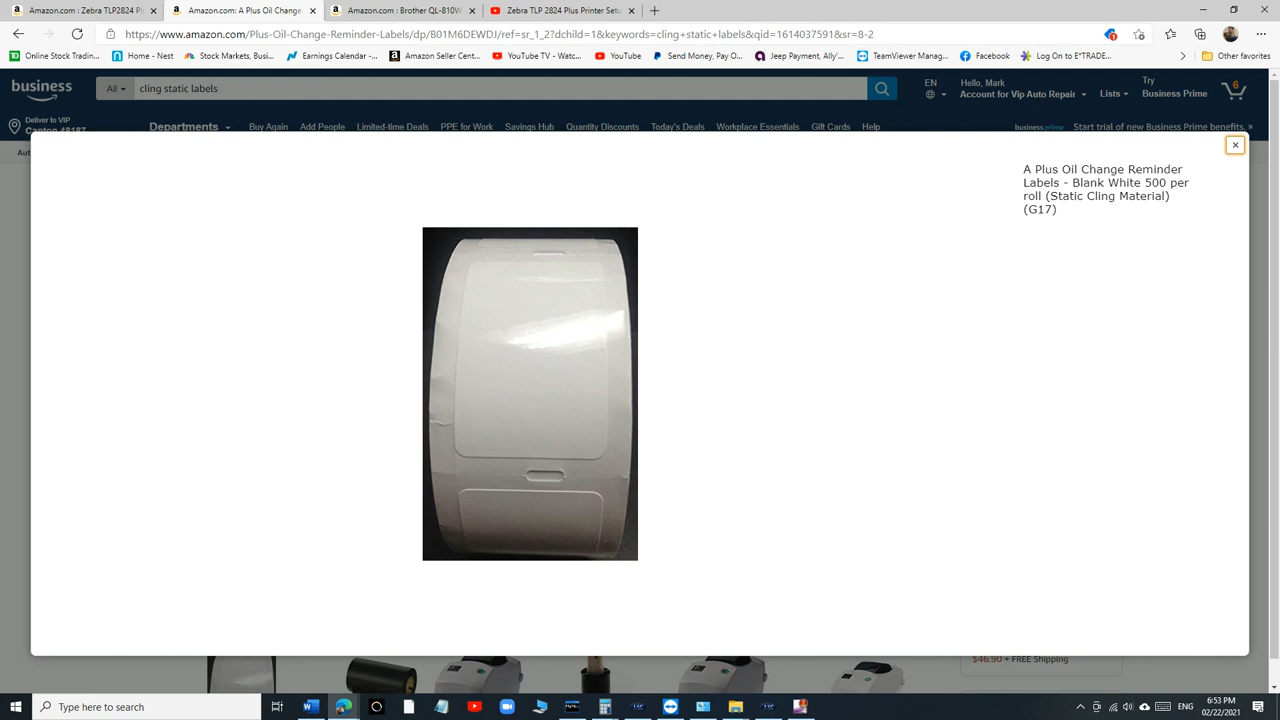 Amazon.com : Zebra TLP2824 Pl
Amazon.com: A Plus Oil Change
Amazon.com : Brother QL-810W
Zebra TLP 2824 Plus Printer Setu
https://www.amazon.com/Plus-Oil-Change-Reminder-Labels/dp/B01M6DEWDJ/ref=sr_1_2?dchild=1&keywords=cling+static+labels&qid=1614037591&sr=8-2
Online Stock Tradin...
Home - Nest
Stock Markets, Busi...
Earnings Calendar -...
Amazon Seller Cent...
YouTube TV - Watc...
YouTube
Send Money, Pay O...
Jeep Payment, Ally'...
TeamViewer Manag...
Facebook
Log On to E*TRADE...
Other favorites
business
All
cling static labels
EN
Hello, Mark
Account for Vip Auto Repair
Lists
Try
Business Prime
6
Deliver to VIP
Canton 48187
Departments
Buy Again
Add People
Limited-time Deals
PPE for Work
Savings Hub
Quantity Discounts
Today's Deals
Workplace Essentials
Gift Cards
Help
business prime
Start trial of new Business Prime benefits. »
Aut
A Plus Oil Change Reminder
Labels - Blank White 500 per
roll (Static Cling Material)
(G17)
$46.90 + FREE Shipping
Type here to search
ENG
6:53 PM
02/22/2021